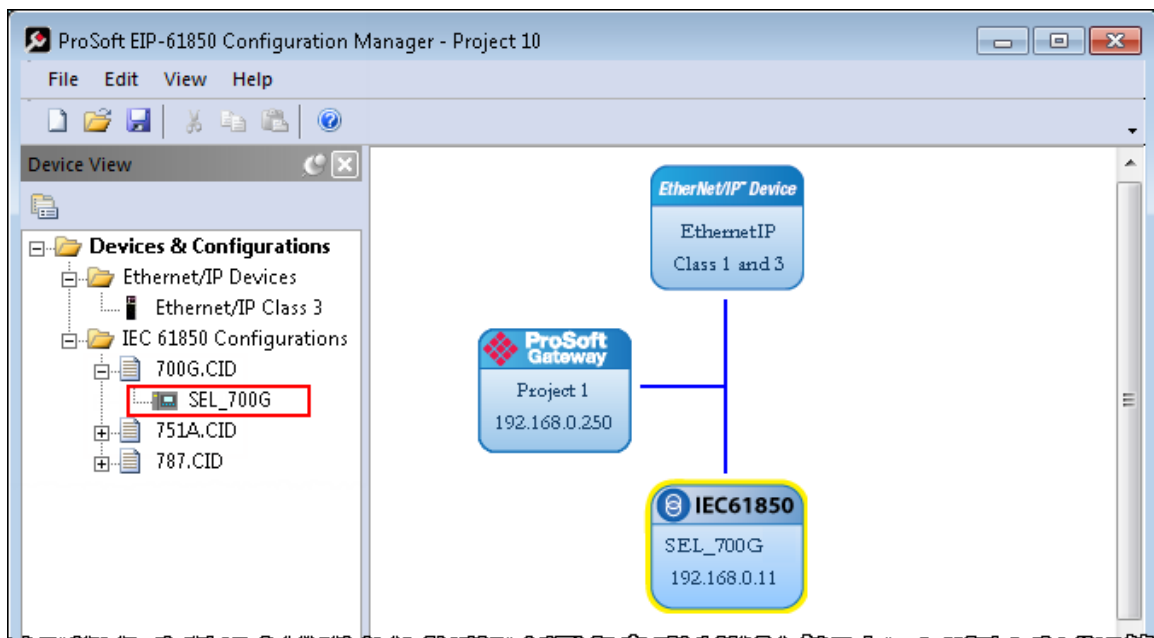 ProSoft EIP-61850 Configuration Manager - Project 10
File Edit View Help
Device View
Devices & Configurations
Ethernet/IP Devices
Ethernet/IP Class 3
IEC 61850 Configurations
700G.CID
SEL_700G
751A.CID
787.CID
EtherNet/IP™ Device
EthernetIP
Class 1 and 3
ProSoft
Gateway
Project 1
192.168.0.250
IEC61850
SEL_700G
192.168.0.11